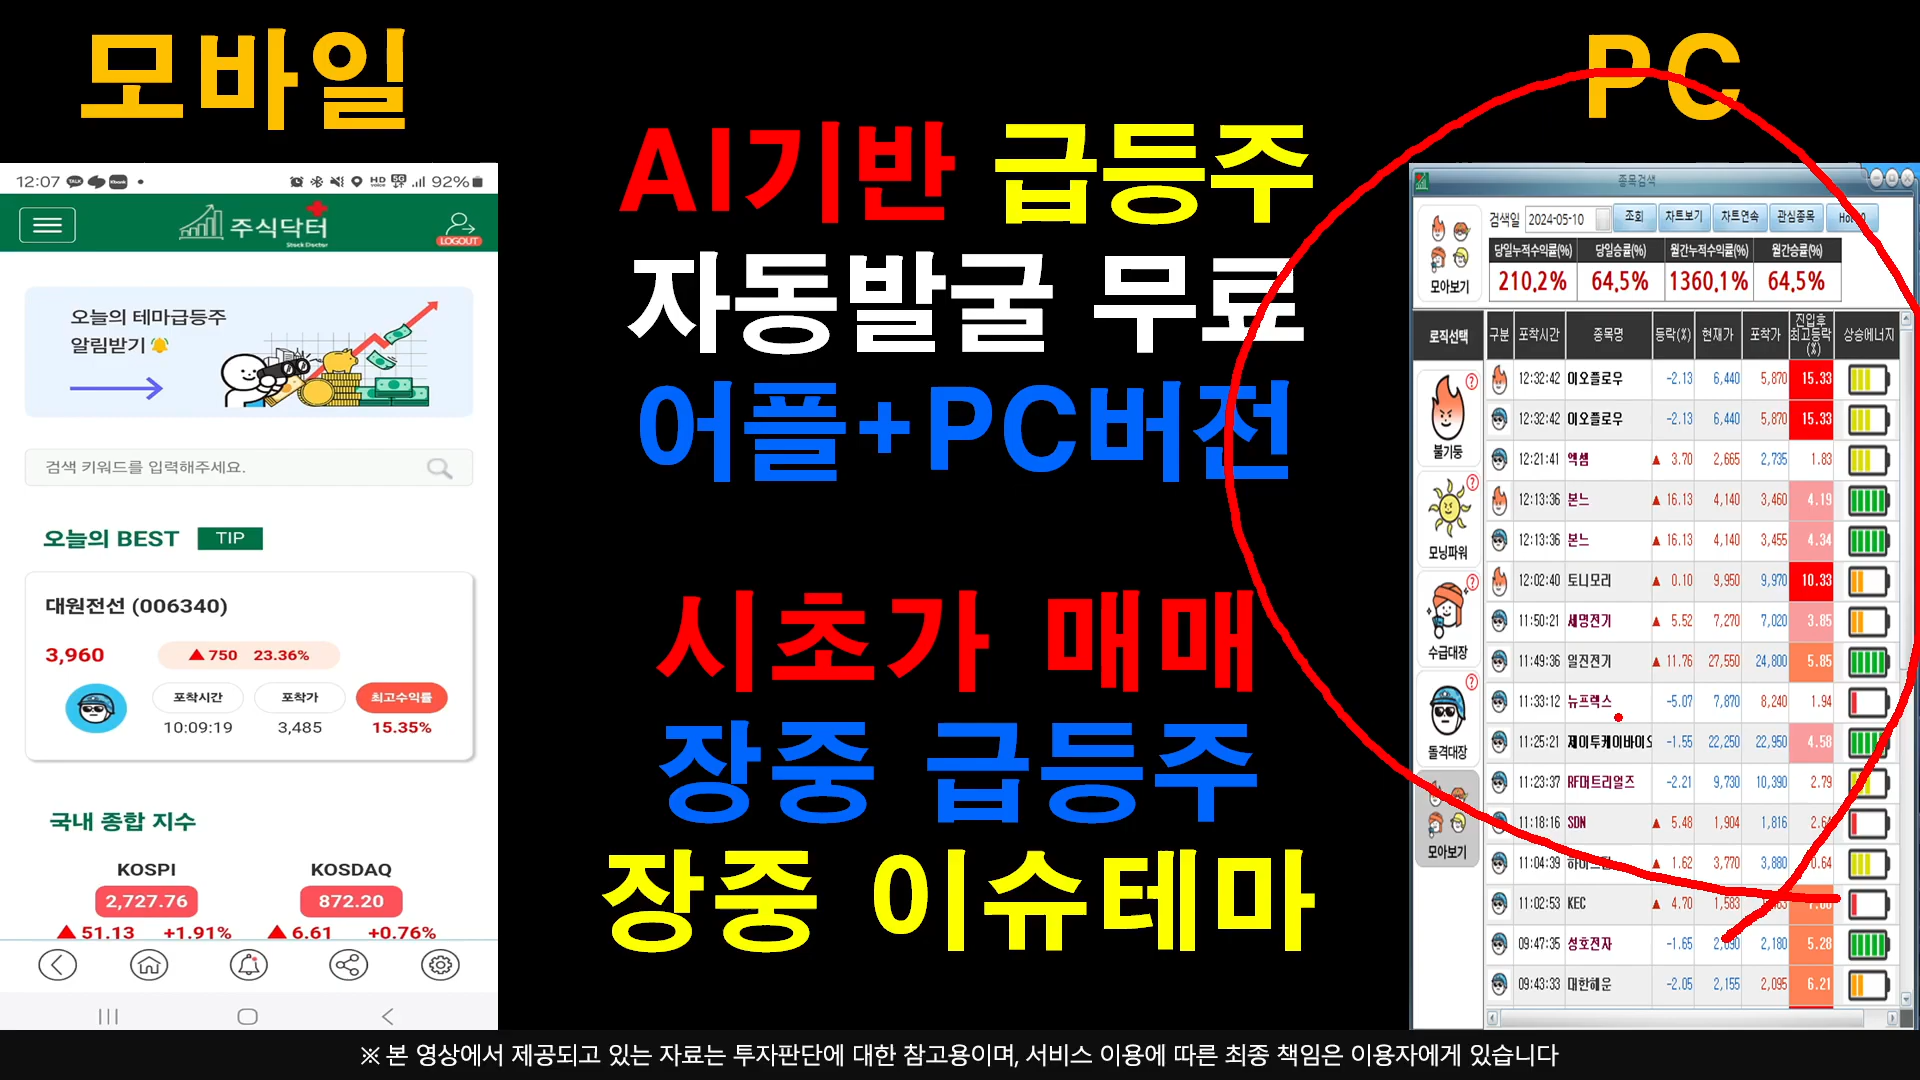 모바일
PC
AI기반 급등주
자동발굴 무료
어플+PC버전
시초가 매매
장중 급등주
장중 이슈테마
12:07
92%
주식닥터
Stock Doctor
LOGOUT
오늘의 테마급등주
알림받기
검색 키워드를 입력해주세요.
오늘의 BEST TIP
대원전선 (006340)
3,960 ▲750 23.36%
포착시간 포착가 최고수익률
10:09:19 3,485 15.35%
국내 종합 지수
KOSPI KOSDAQ
2,727.76 872.20
▲51.13 +1.91% ▲6.61 +0.76%
종목검색
검색일 2024-05-10 조회 차트보기 차트연속 관심종목
당일누적수익률(%) 당일승률(%) 월간누적수익률(%) 월간승률(%)
210.2% 64.5% 1360.1% 64.5%
모아보기
로직선택
불기둥
모닝파워
수급대장
돌격대장
모아보기
구분 포착시간 종목명 등락(%) 현재가 포착가 진입후최고등락(%) 상승에너지
12:32:42 이오플로우 -2.13 6,440 5,870 15.33
12:32:42 이오플로우 -2.13 6,440 5,870 15.33
12:21:41 엑셈 ▲ 3.70 2,665 2,735 1.83
12:13:36 본느 ▲ 16.13 4,140 3,460 4.19
12:13:36 본느 ▲ 16.13 4,140 3,455 4.34
12:02:40 토니모리 ▲ 0.10 9,950 9,970 10.33
11:50:21 세명전기 ▲ 5.52 7,270 7,020 3.85
11:49:36 일진전기 ▲ 11.76 27,550 24,800 5.85
11:33:12 뉴프렉스 -5.07 7,870 8,240 1.94
11:25:21 제이투케이바이오 -1.55 22,250 22,950 4.58
11:23:37 RF머트리얼즈 -2.21 9,730 10,390 2.79
11:18:16 SDN ▲ 5.48 1,904 1,816
11:04:39 ▲ 1.62 3,770 3,880 0.64
11:02:53 KEC ▲ 4.70 1,583
09:47:35 성호전자 -1.65 2,180 5.28
09:43:33 대한해운 -2.05 2,155 2,095 6.21
※ 본 영상에서 제공되고 있는 자료는 투자판단에 대한 참고용이며, 서비스 이용에 따른 최종 책임은 이용자에게 있습니다